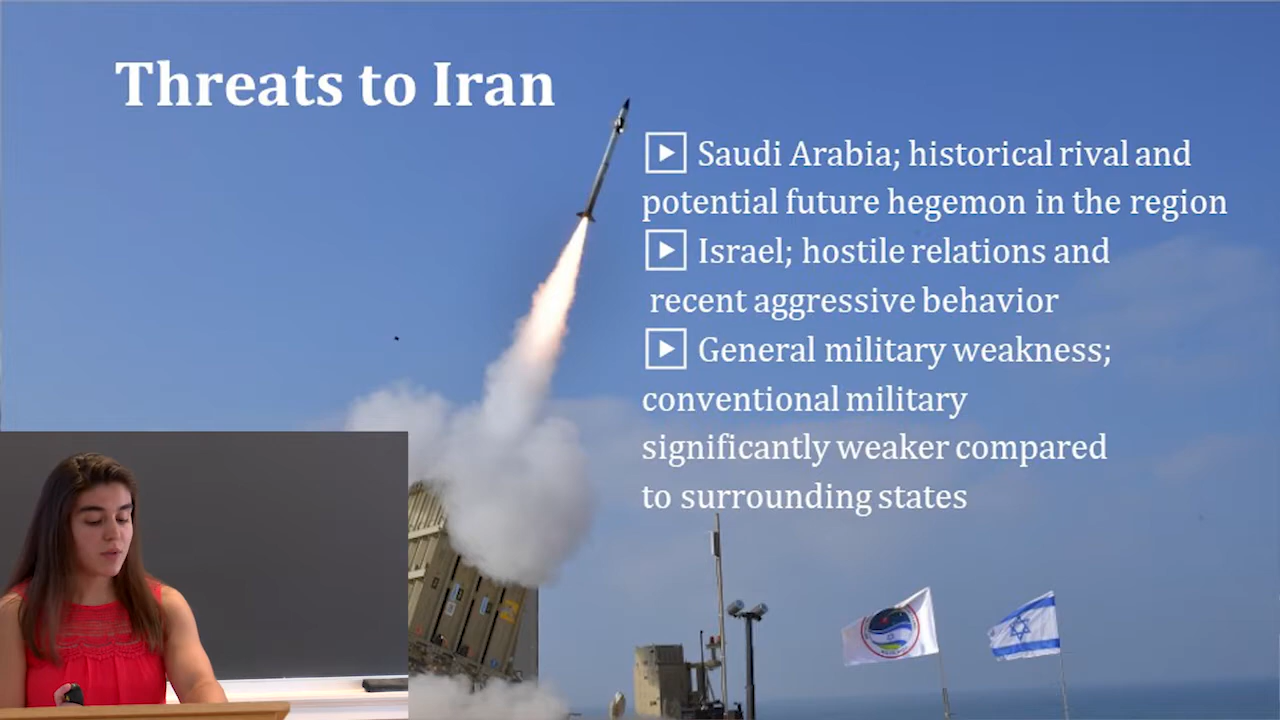 Threats to Iran
Saudi Arabia; historical rival and
potential future hegemon in the region
Israel; hostile relations and
recent aggressive behavior
General military weakness;
conventional military
significantly weaker compared
to surrounding states